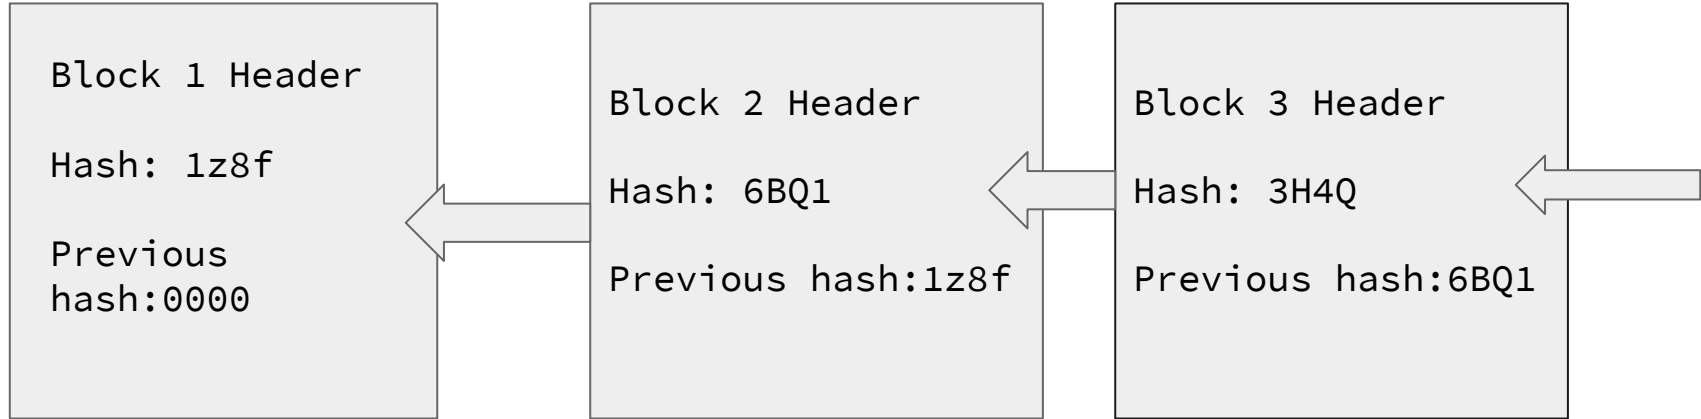 Block 1 Header
Hash: 1z8f
Previous
hash:0000
Block 2 Header
Hash: 6BQ1
Previous hash:1z8f
Block 3 Header
Hash: 3H4Q
Previous hash:6BQ1